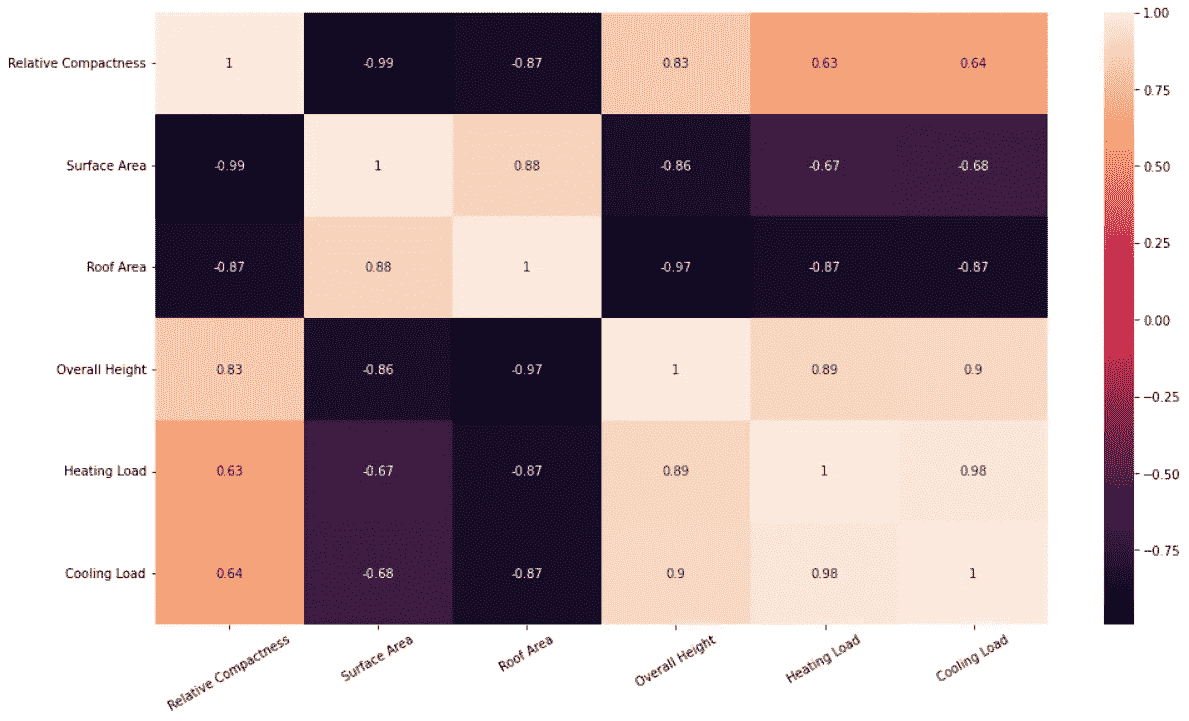 Relative Compactness 1 -0.99 -0.87 0.83 0.63 0.64
Surface Area -0.99 1 0.88 -0.86 -0.67 -0.68
Roof Area -0.87 0.88 1 -0.97 -0.87 -0.87
Overall Height 0.83 -0.86 -0.97 1 0.89 0.9
Heating Load 0.63 -0.67 -0.87 0.89 1 0.98
Cooling Load 0.64 -0.68 -0.87 0.9 0.98 1
Relative Compactness Surface Area Roof Area Overall Height Heating Load Cooling Load
1.00
0.75
0.50
0.25
0.00
−0.25
−0.50
−0.75